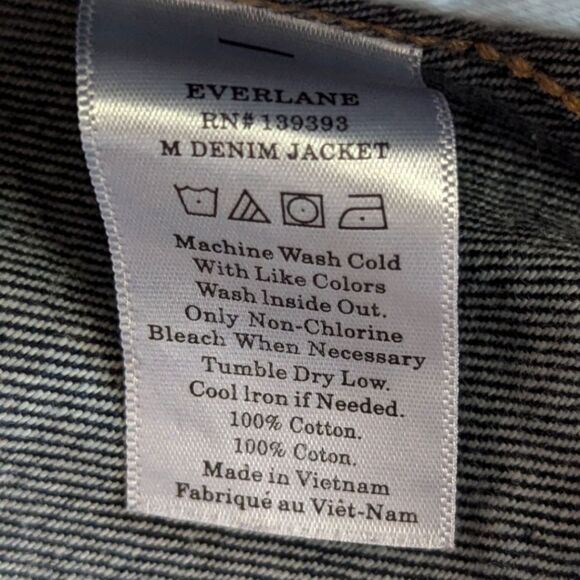 EVERLANE
RN# 139393
M DENIM JACKET
Machine Wash Cold
With Like Colors
Wash Inside Out.
Only Non-Chlorine
Bleach When Necessary
Tumble Dry Low.
Cool Iron if Needed.
100% Cotton.
100% Coton.
Made in Vietnam
Fabriqué au Viêt-Nam